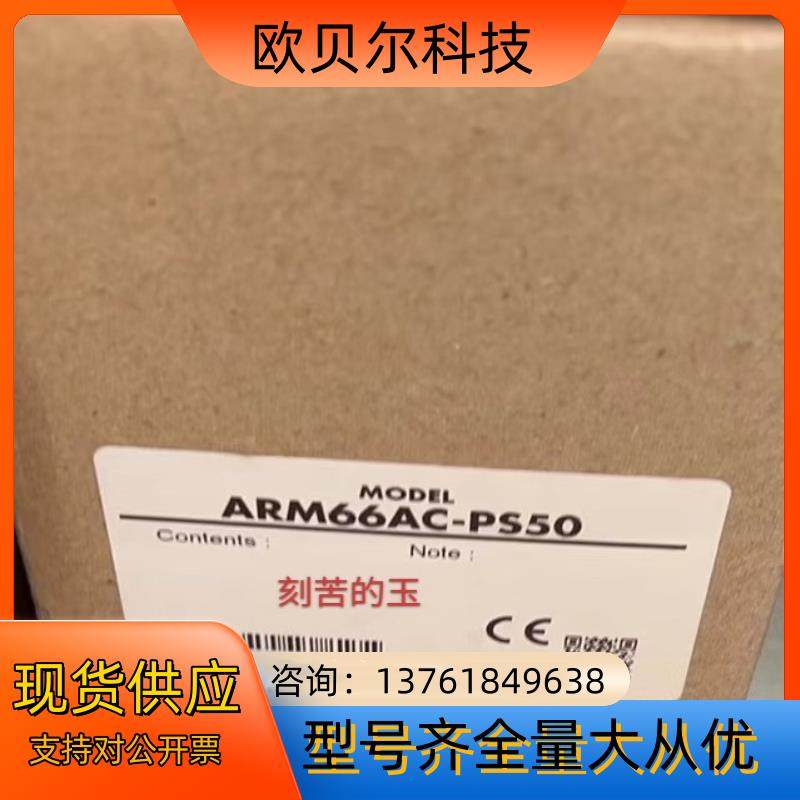 欧贝尔科技
MODEL
ARM66AC-PS50
Contents :
Note :
刻苦的玉
CE
现货供应
咨询：13761849638
支持对公开票
型号齐全量大从优